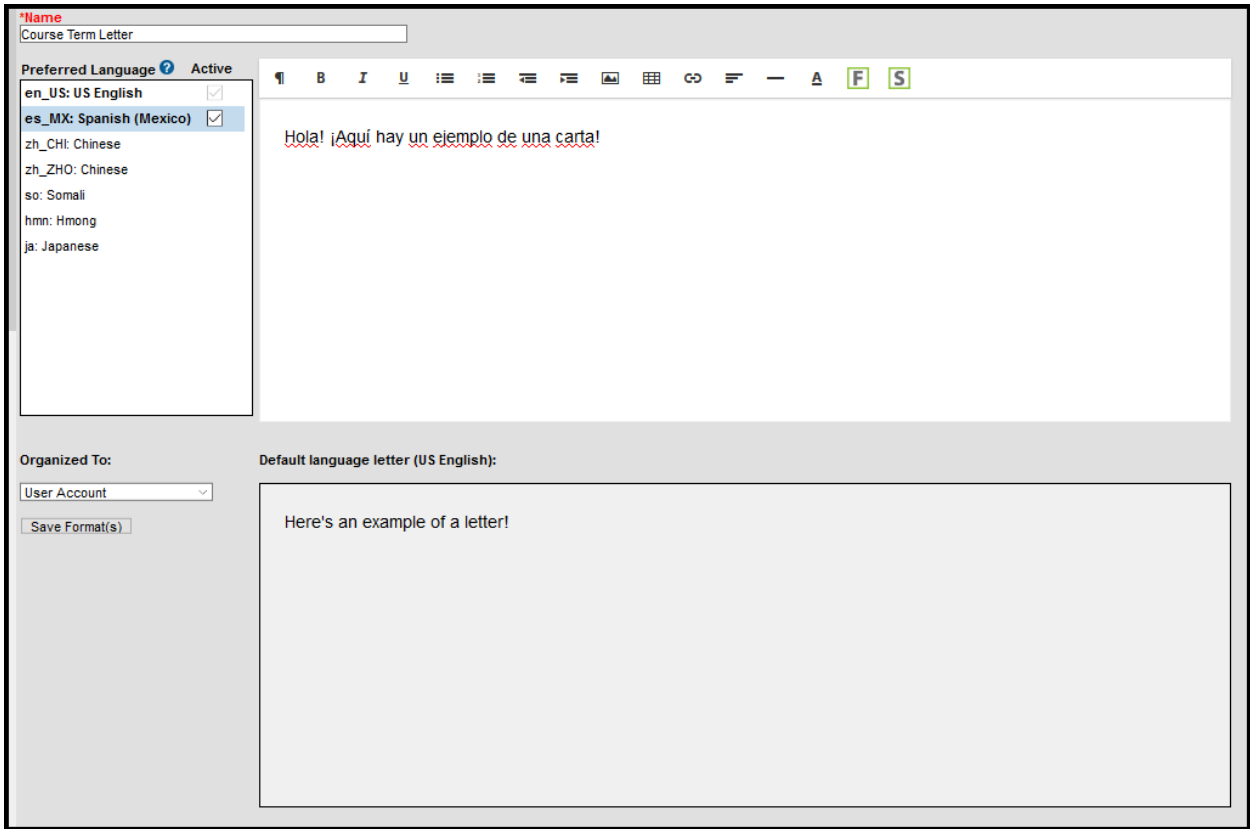 *Name
Course Term Letter
Preferred Language ? Active
en_US: US English
es_MX: Spanish (Mexico)
zh_CHI: Chinese
zh_ZHO: Chinese
so: Somali
hmn: Hmong
ja: Japanese
¶ B I U A F S
Hola! ¡Aquí hay un ejemplo de una carta!
Organized To:
User Account
Save Format(s)
Default language letter (US English):
Here's an example of a letter!